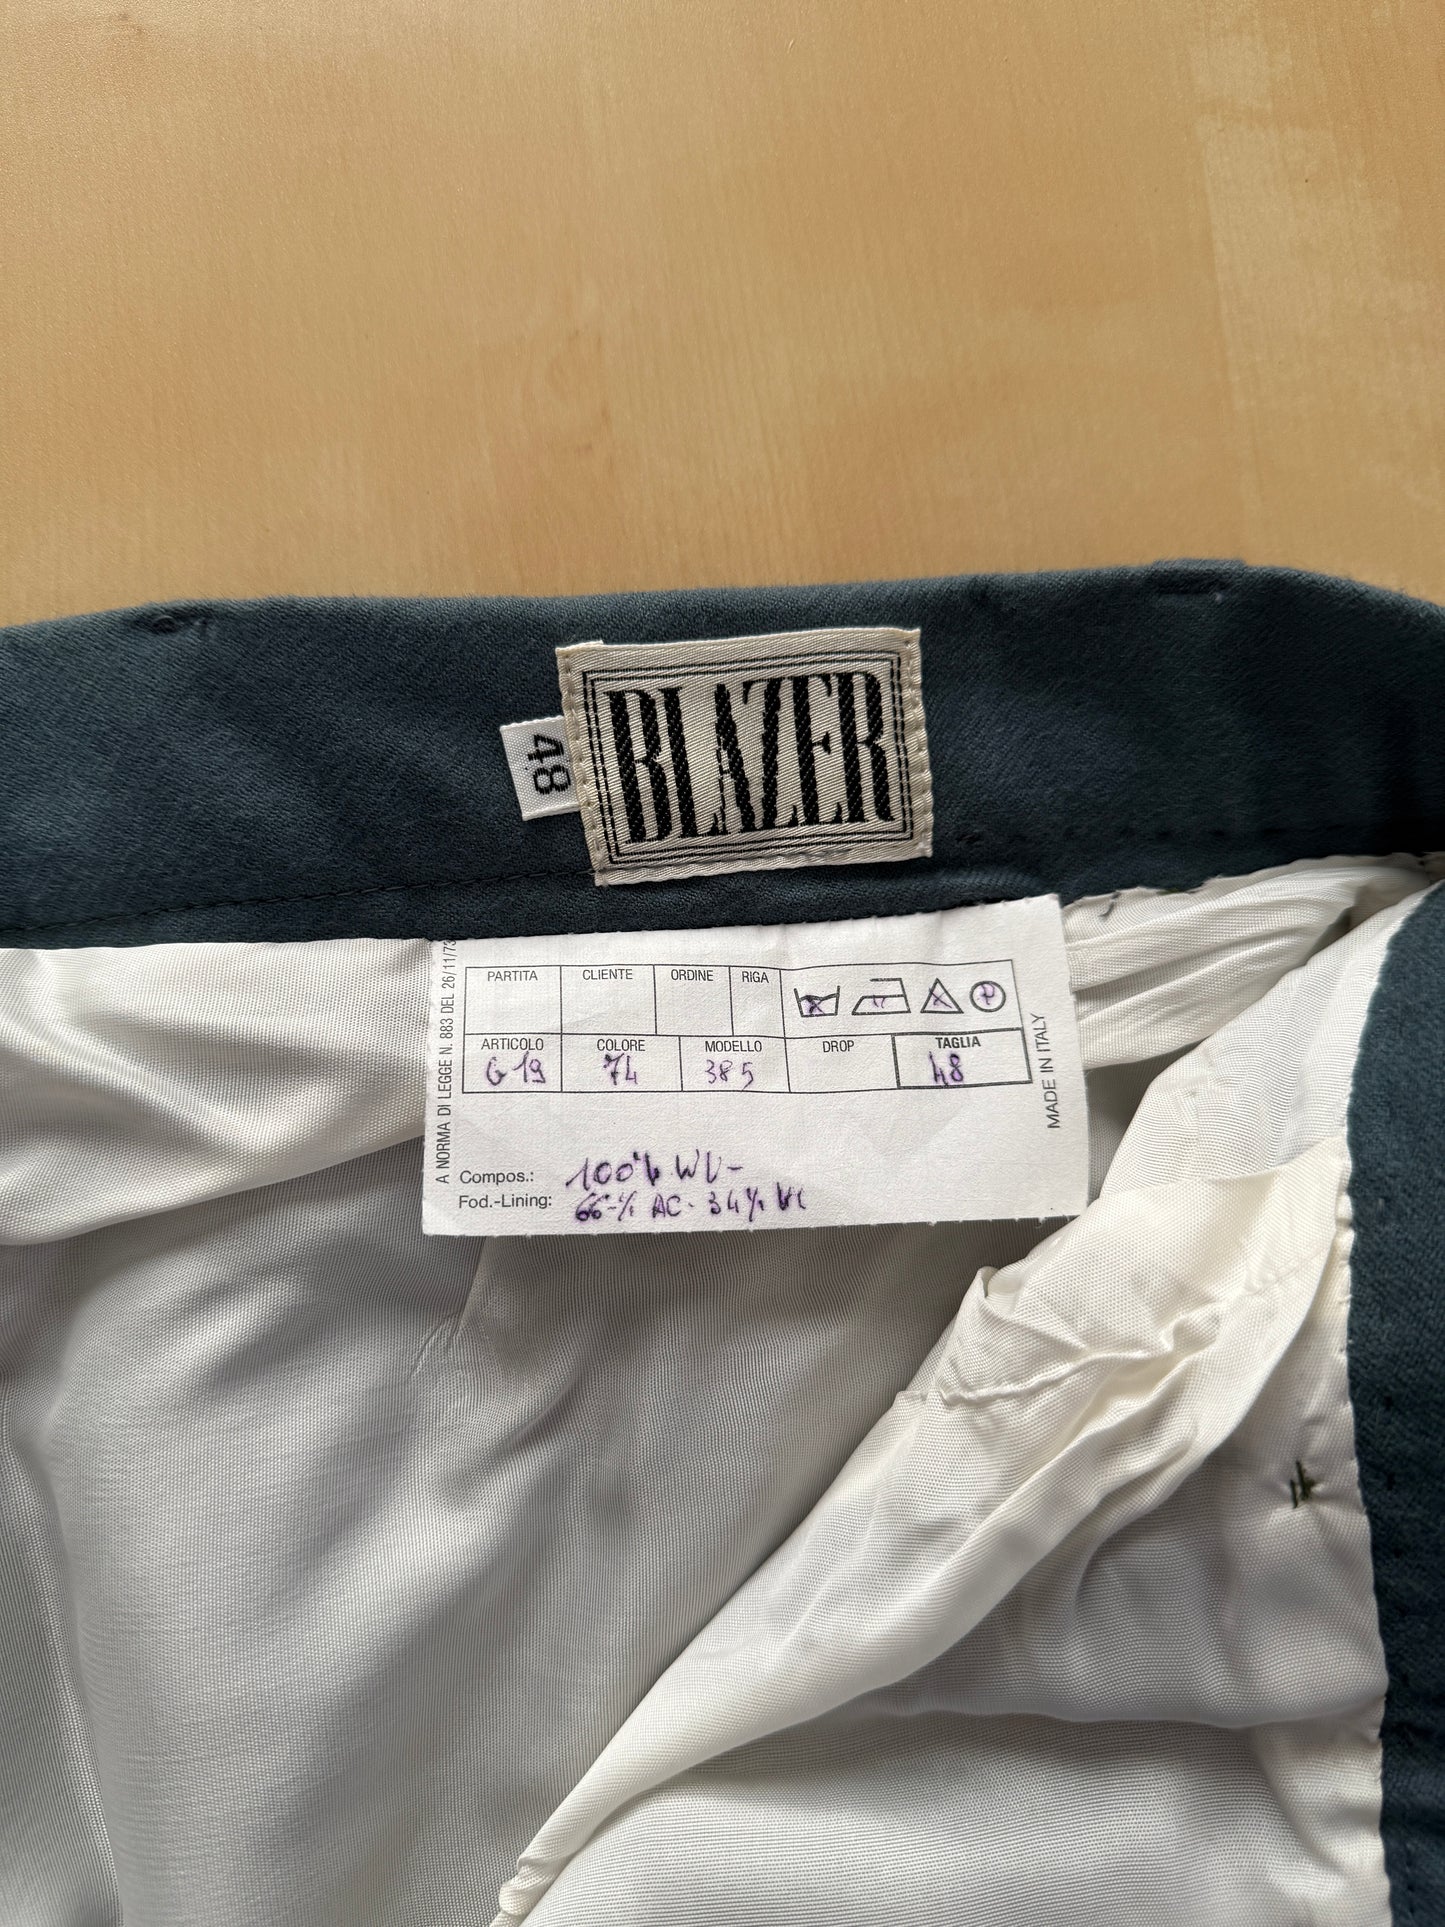 BLAZER
48
A NORMA DI LEGGE N. 883 DEL 26/11/73
PARTITA CLIENTE ORDINE RIGA
ARTICOLO COLORE MODELLO DROP TAGLIA
G 19 74 385 48
MADE IN ITALY
Compos.: 100% WV-
Fod.-Lining: 66% AC. 34%